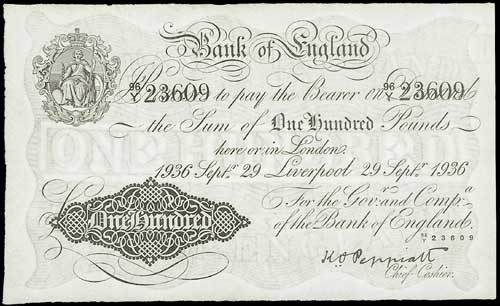 Bank of England
96/Y 23609 I Promise to pay the Bearer on Demand 96/Y 23609
the Sum of One Hundred Pounds
here or in London.
1936 Septr 29 Liverpool 29 Septr 1936
For the Govr. and Compa.
of the Bank of England.
96/Y 23609
One Hundred
K O Peppiatt
Chief Cashier.